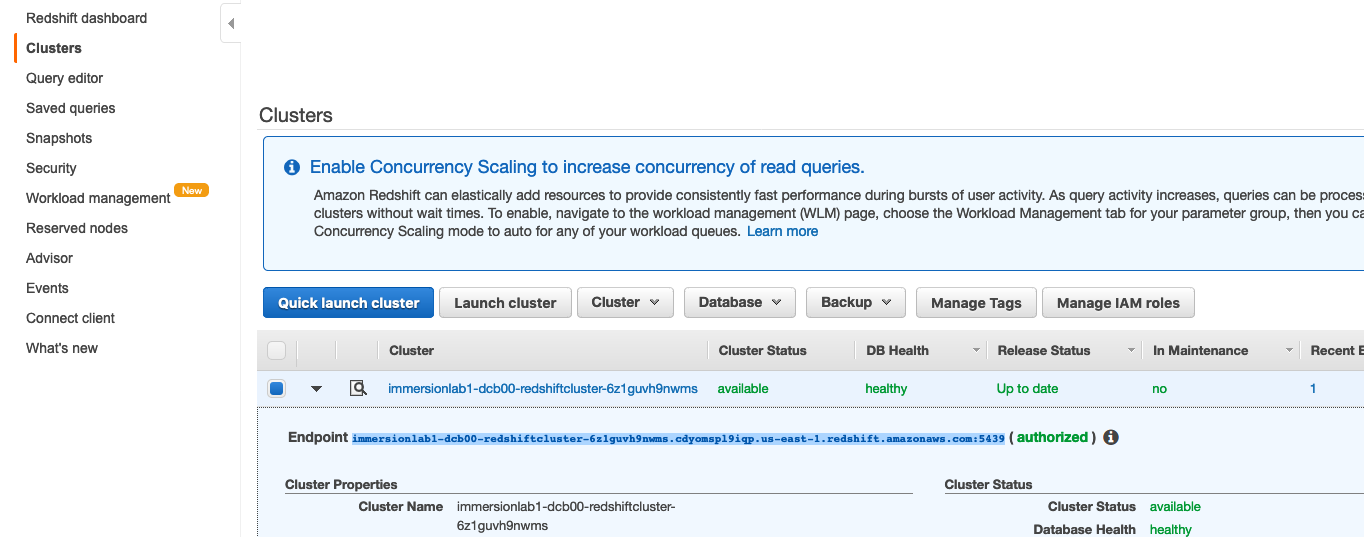 Redshift dashboard
Clusters
Query editor
Saved queries
Snapshots
Security
Workload management New
Reserved nodes
Advisor
Events
Connect client
What's new
Clusters
Enable Concurrency Scaling to increase concurrency of read queries.
Amazon Redshift can elastically add resources to provide consistently fast performance during bursts of user activity. As query activity increases, queries can be proces
clusters without wait times. To enable, navigate to the workload management (WLM) page, choose the Workload Management tab for your parameter group, then you ca
Concurrency Scaling mode to auto for any of your workload queues. Learn more
Quick launch cluster Launch cluster Cluster Database Backup Manage Tags Manage IAM roles
Cluster Cluster Status DB Health Release Status In Maintenance Recent E
immersionlab1-dcb00-redshiftcluster-6z1guvh9nwms available healthy Up to date no 1
Endpoint immersionlab1-dcb00-redshiftcluster-6z1guvh9nwms.cdyomspl9iqp.us-east-1.redshift.amazonaws.com:5439 ( authorized )
Cluster Properties Cluster Status
Cluster Name immersionlab1-dcb00-redshiftcluster- Cluster Status available
6z1guvh9nwms Database Health healthy